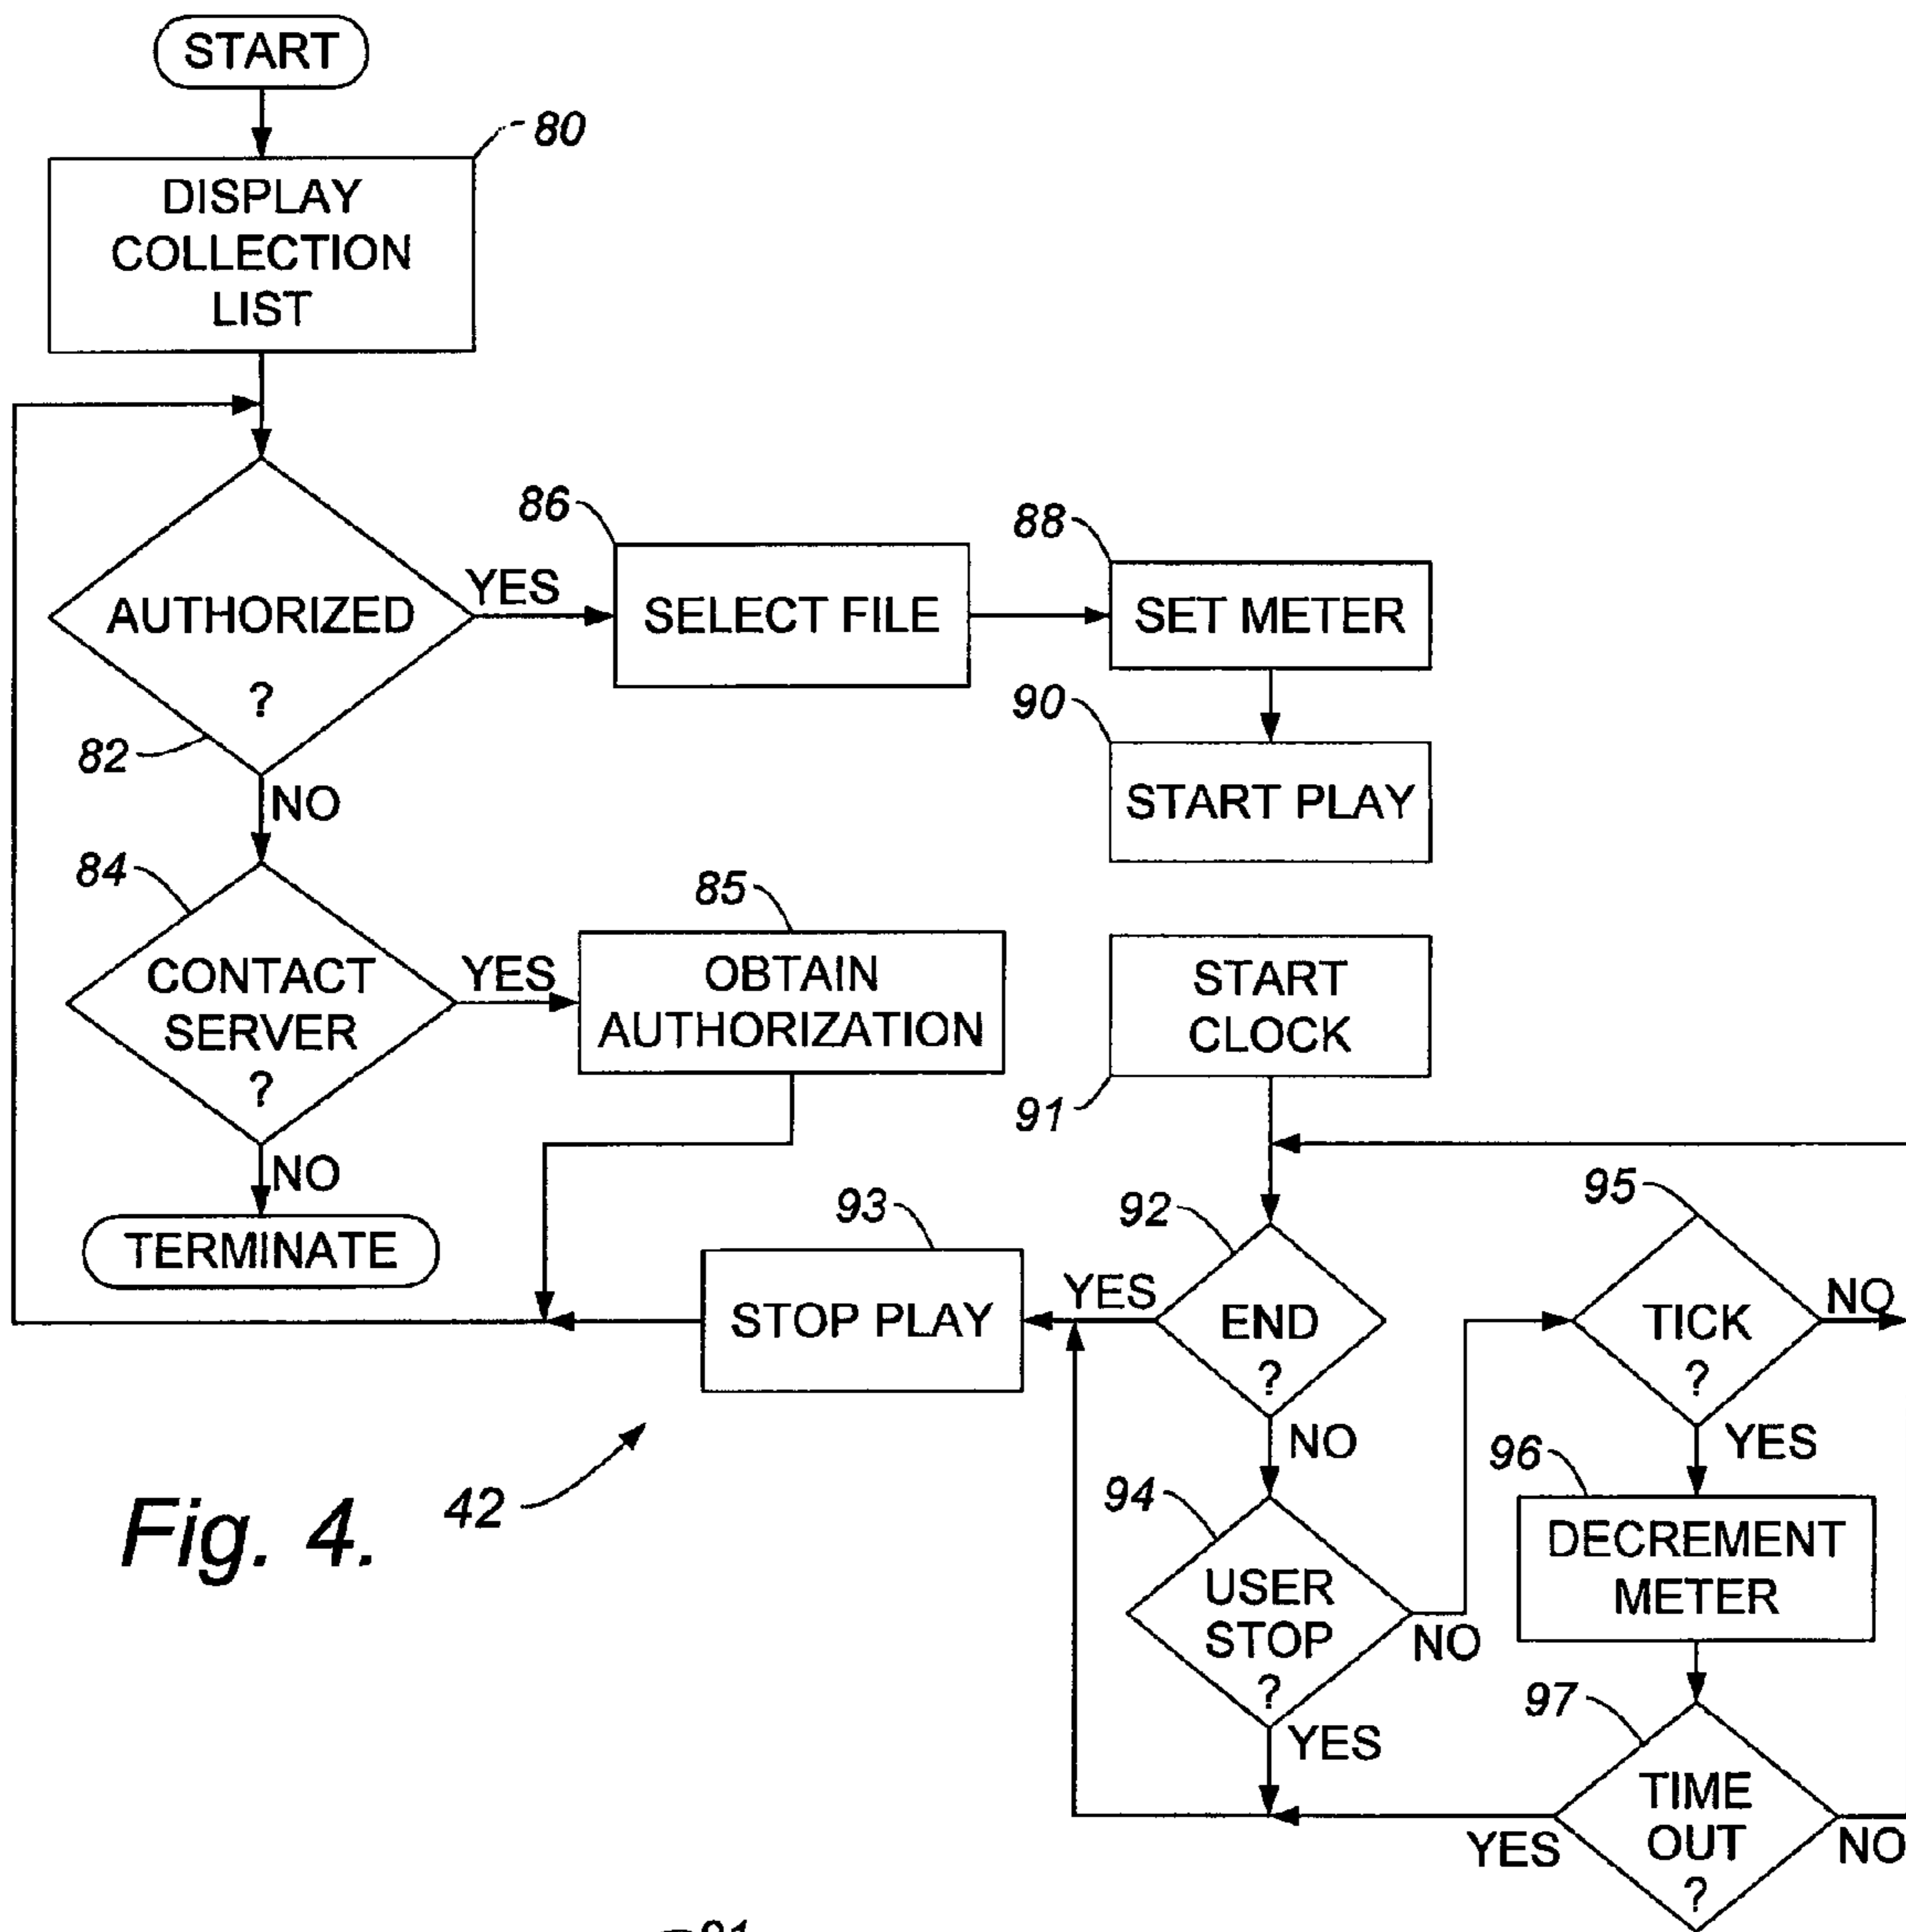 START
80
DISPLAY
COLLECTION
LIST
AUTHORIZED
?
82
YES
86
SELECT FILE
88
SET METER
90
START PLAY
NO
84
CONTACT
SERVER
?
YES
85
OBTAIN
AUTHORIZATION
START
CLOCK
91
NO
TERMINATE
93
STOP PLAY
92
YES
END
?
NO
95
TICK
?
NO
YES
94
USER
STOP
?
NO
YES
96
DECREMENT
METER
97
TIME
OUT
?
YES
NO
Fig. 4.
42